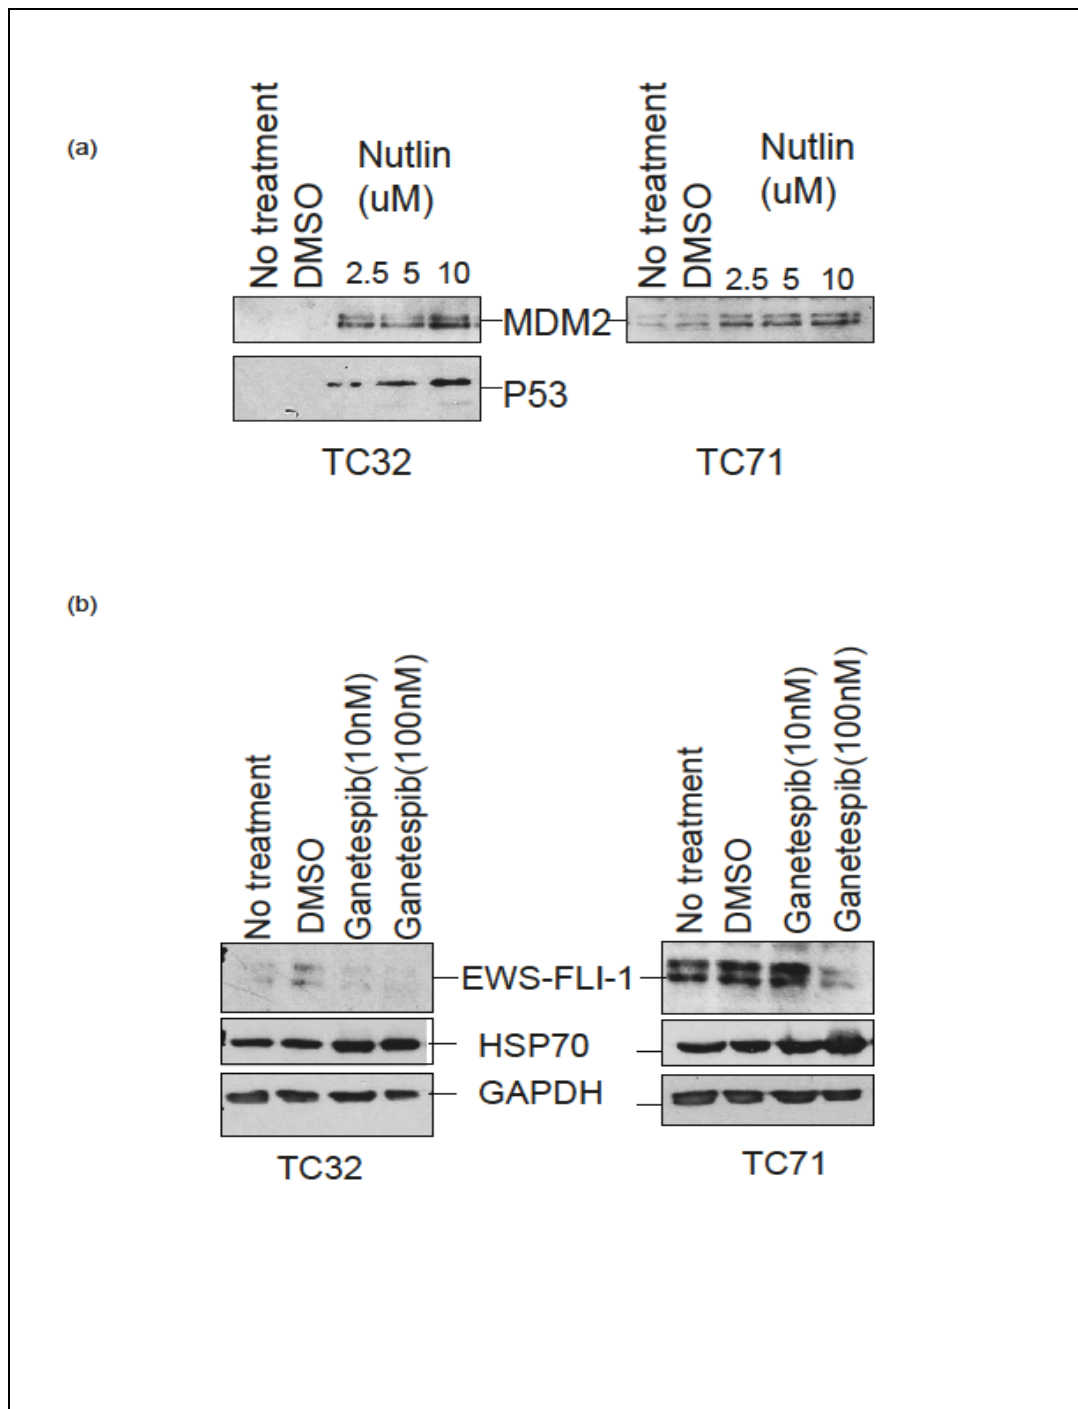 (a)
No treatment
DMSO
Nutlin
(uM)
2.5 5 10
No treatment
DMSO
Nutlin
(uM)
2.5 5 10
MDM2
P53
TC32
TC71
(b)
No treatment
DMSO
Ganetespib(10nM)
Ganetespib(100nM)
No treatment
DMSO
Ganetespib(10nM)
Ganetespib(100nM)
EWS-FLI-1
HSP70
GAPDH
TC32
TC71